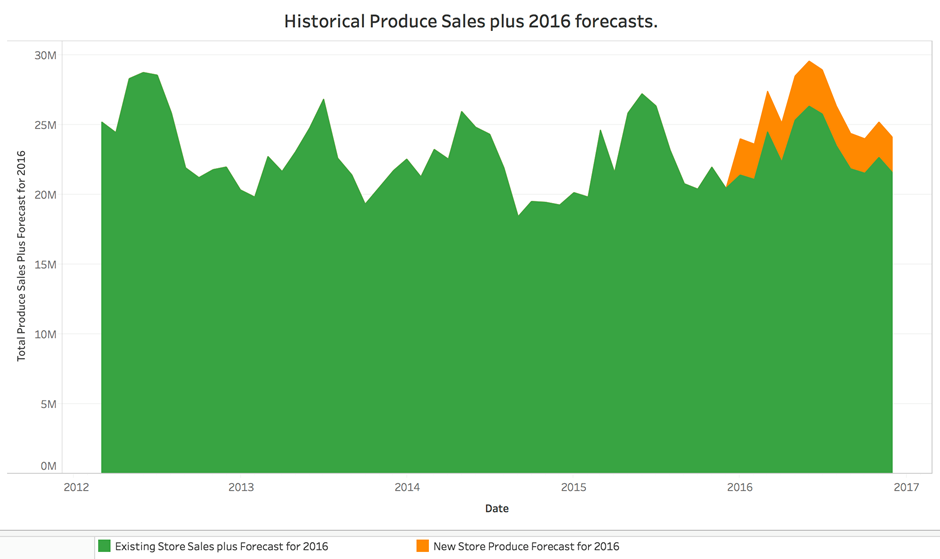 Historical Produce Sales plus 2016 forecasts.
Total Produce Sales Plus Forecast for 2016
30M
25M
20M
15M
10M
5M
0M
2012 2013 2014 2015 2016 2017
Date
Existing Store Sales plus Forecast for 2016 New Store Produce Forecast for 2016